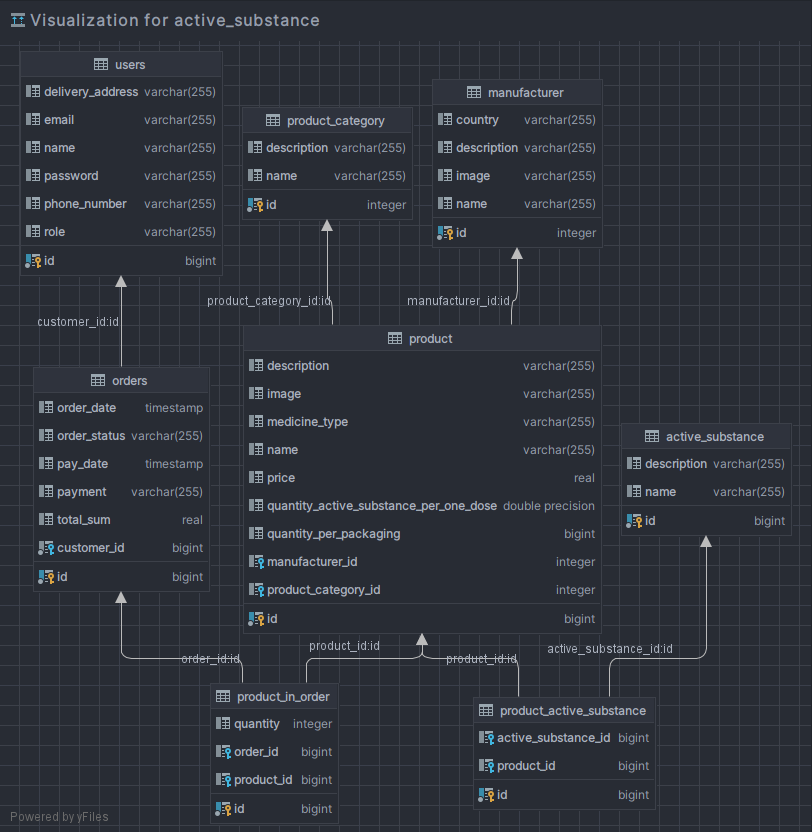 Visualization for active_substance
users
delivery_address varchar(255)
email varchar(255)
name varchar(255)
password varchar(255)
phone_number varchar(255)
role varchar(255)
id bigint
product_category
description varchar(255)
name varchar(255)
id integer
manufacturer
country varchar(255)
description varchar(255)
image varchar(255)
name varchar(255)
id integer
customer_id:id
product_category_id:id
manufacturer_id:id
orders
order_date timestamp
order_status varchar(255)
pay_date timestamp
payment varchar(255)
total_sum real
customer_id bigint
id bigint
product
description varchar(255)
image varchar(255)
medicine_type varchar(255)
name varchar(255)
price real
quantity_active_substance_per_one_dose double precision
quantity_per_packaging bigint
manufacturer_id integer
product_category_id integer
id bigint
active_substance
description varchar(255)
name varchar(255)
id bigint
order_id:id
product_id:id
product_id:id
active_substance_id:id
product_in_order
quantity integer
order_id bigint
product_id bigint
id bigint
product_active_substance
active_substance_id bigint
product_id bigint
id bigint
Powered by yFiles